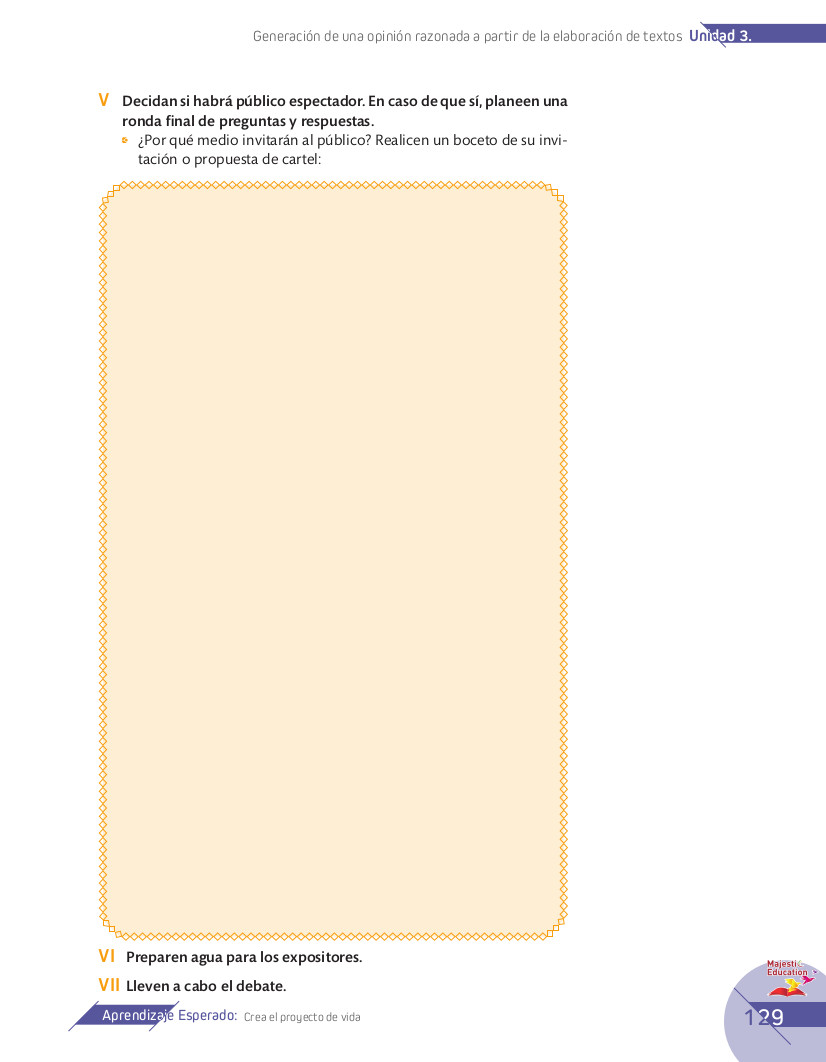 Generación de una opinión razonada a partir de la elaboración de textos Unidad 3.
V Decidan si habrá público espectador. En caso de que sí, planeen una
ronda final de preguntas y respuestas.
¿Por qué medio invitarán al público? Realicen un boceto de su invi-
tación o propuesta de cartel:
VI Preparen agua para los expositores.
VII Lleven a cabo el debate.
Majestic
Education
Aprendizaje Esperado: Crea el proyecto de vida
129